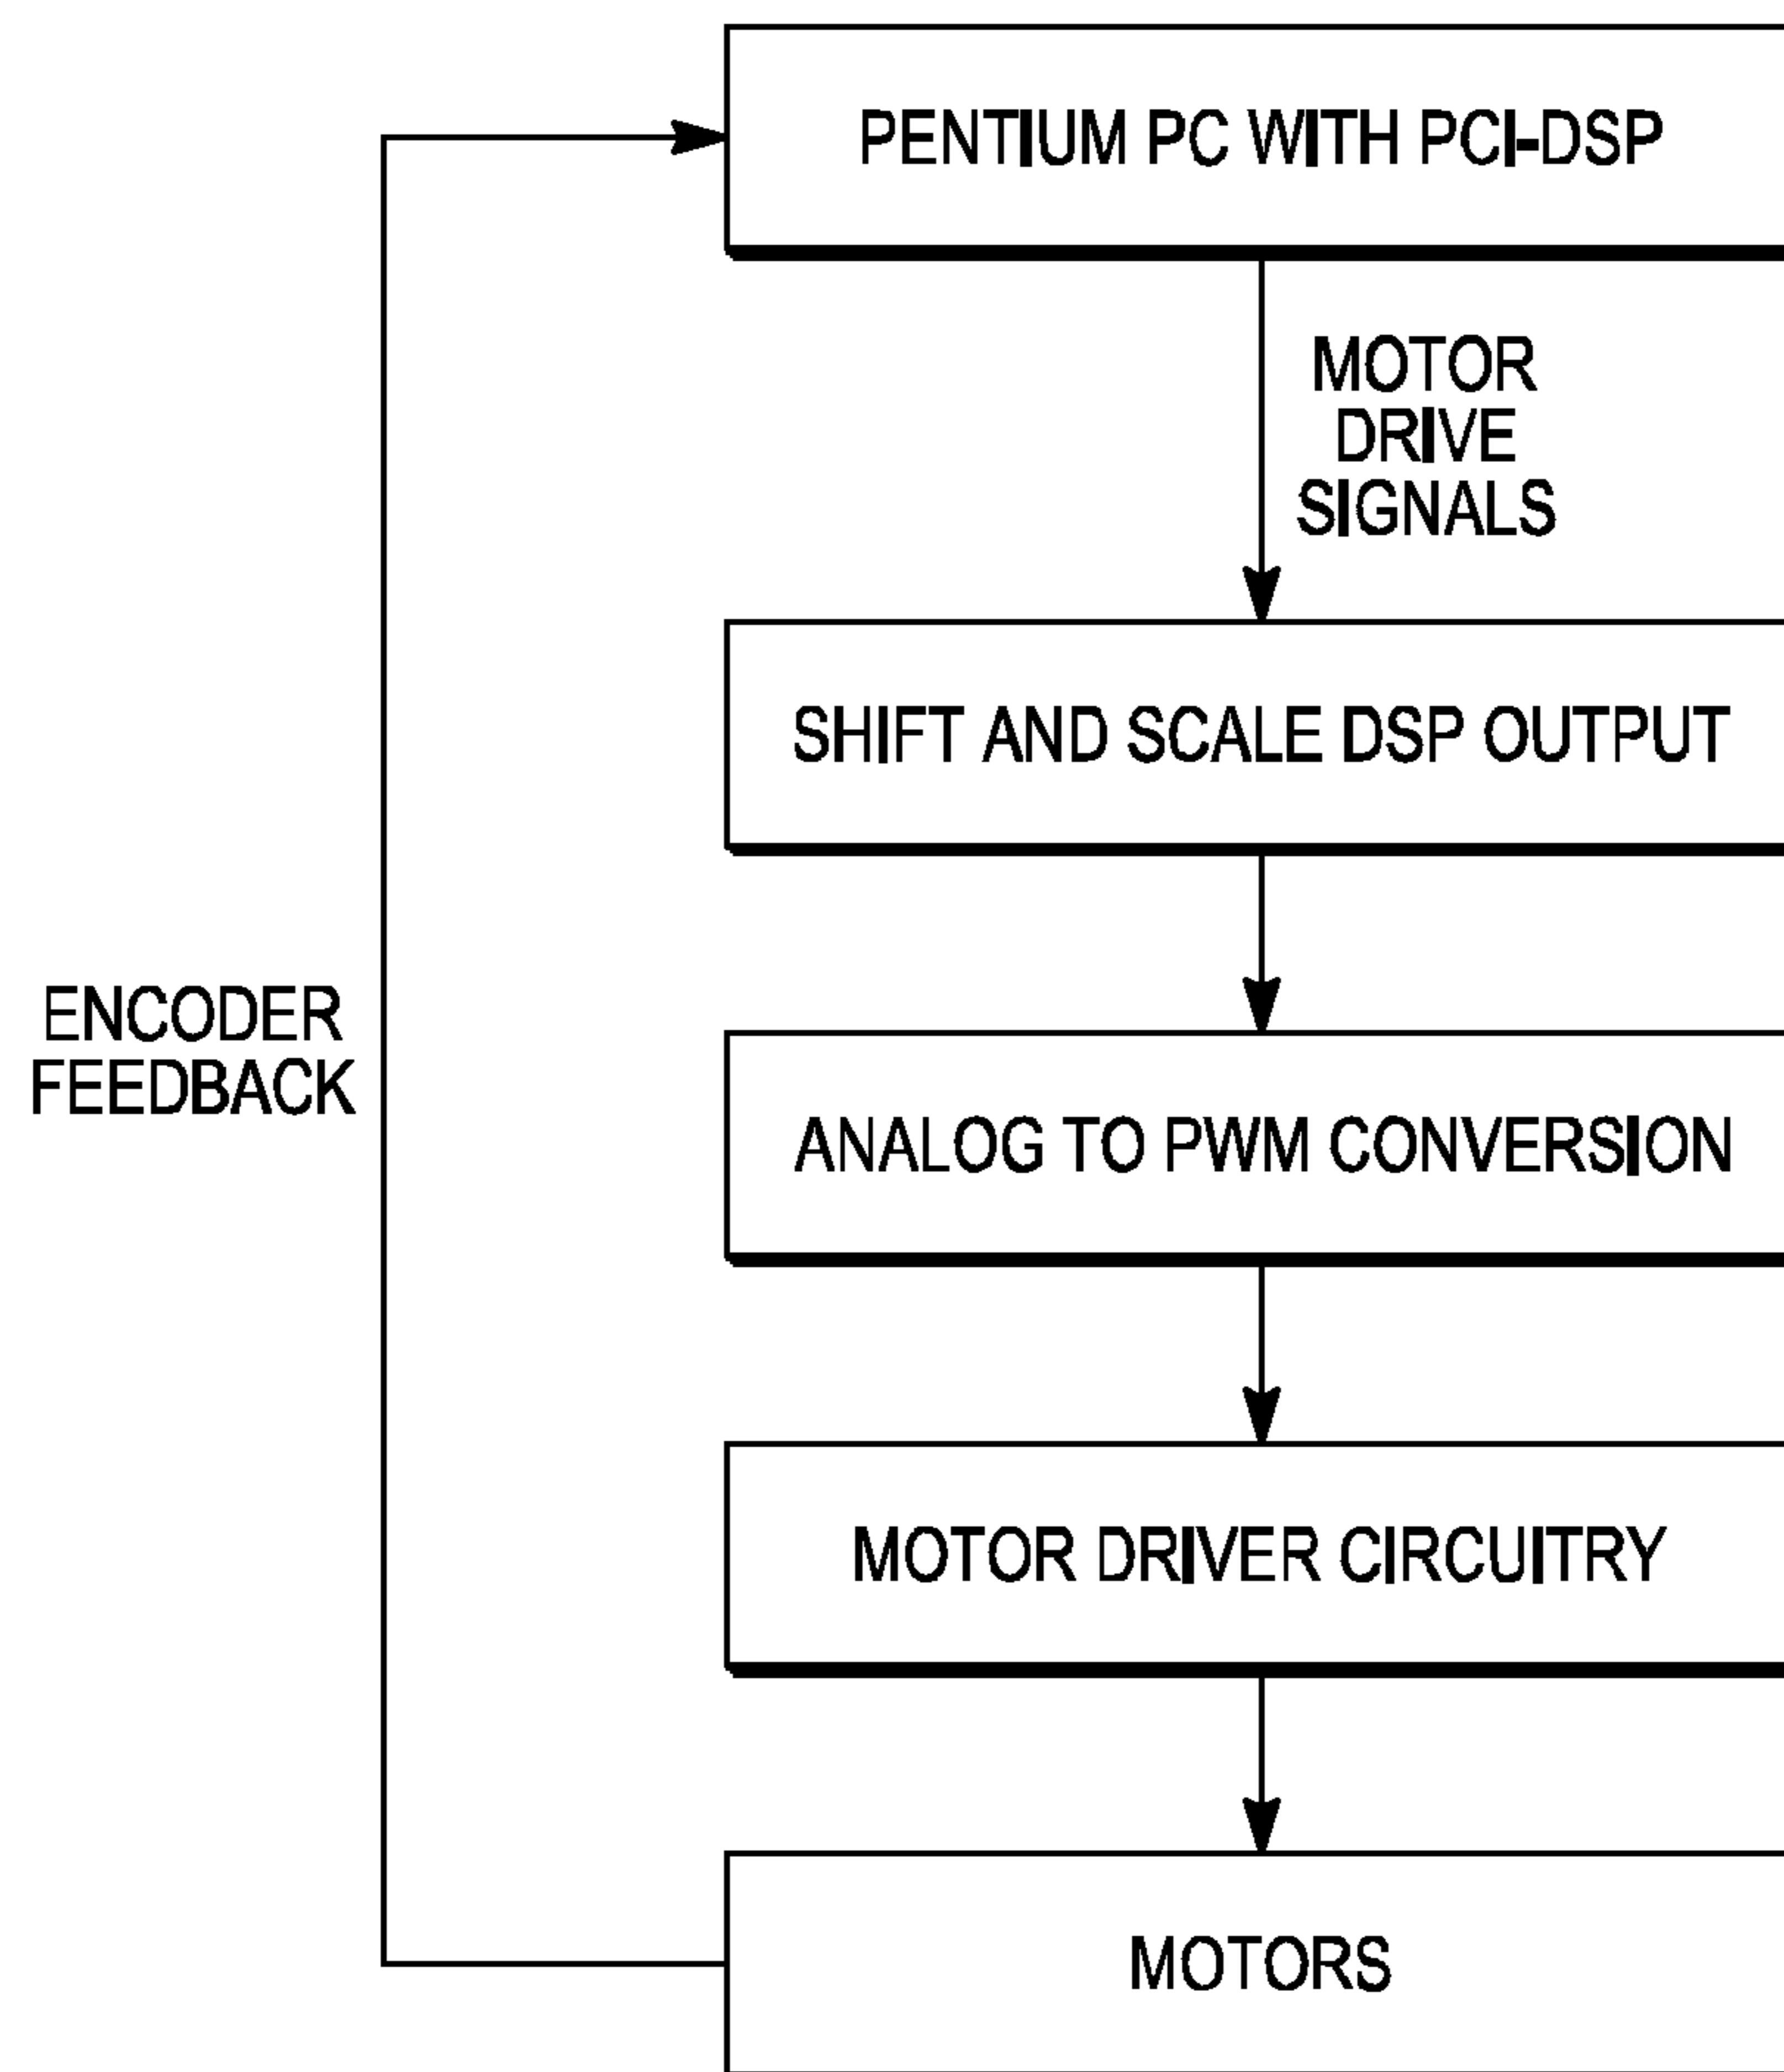 PENTIUM PC WITH PCI-DSP
MOTOR
DRIVE
SIGNALS
SHIFT AND SCALE DSP OUTPUT
ENCODER
FEEDBACK
ANALOG TO PWM CONVERSION
MOTOR DRIVER CIRCUITRY
MOTORS